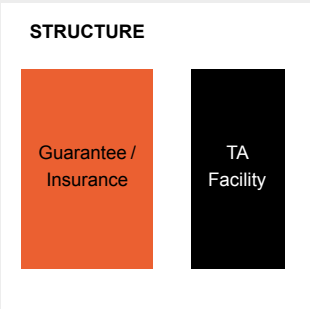 STRUCTURE
Guarantee /
Insurance
TA
Facility